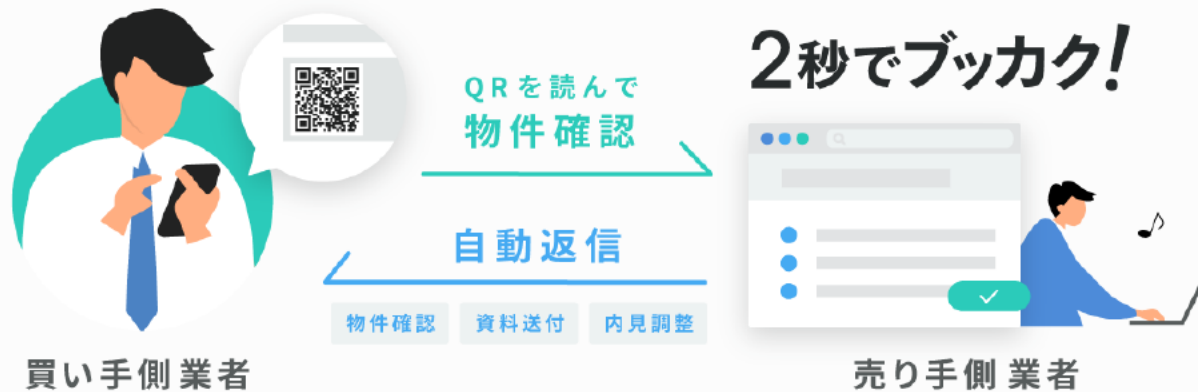 QRを読んで
物件確認
2秒でブッカク!
自動返信
物件確認
資料送付
内見調整
買い手側業者
売り手側業者